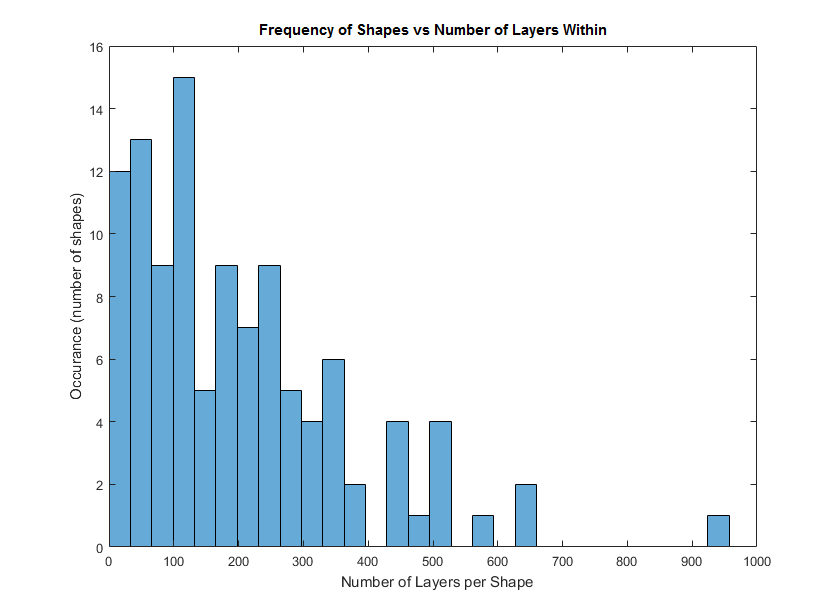 Frequency of Shapes vs Number of Layers Within
16
14
12
10
8
6
4
2
0
Occurance (number of shapes)
0 100 200 300 400 500 600 700 800 900 1000
Number of Layers per Shape